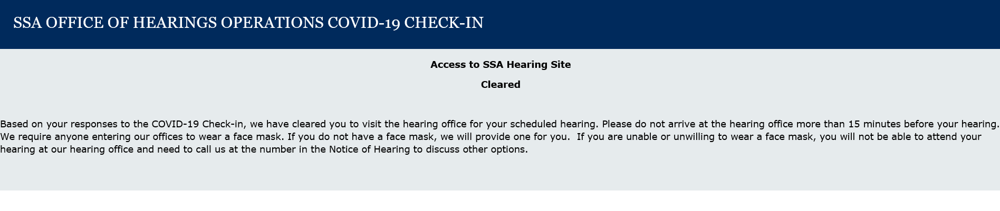 SSA OFFICE OF HEARINGS OPERATIONS COVID-19 CHECK-IN
Access to SSA Hearing Site
Cleared
Based on your responses to the COVID-19 Check-in, we have cleared you to visit the hearing office for your scheduled hearing. Please do not arrive at the hearing office more than 15 minutes before your hearing.
We require anyone entering our offices to wear a face mask. If you do not have a face mask, we will provide one for you.  If you are unable or unwilling to wear a face mask, you will not be able to attend your
hearing at our hearing office and need to call us at the number in the Notice of Hearing to discuss other options.